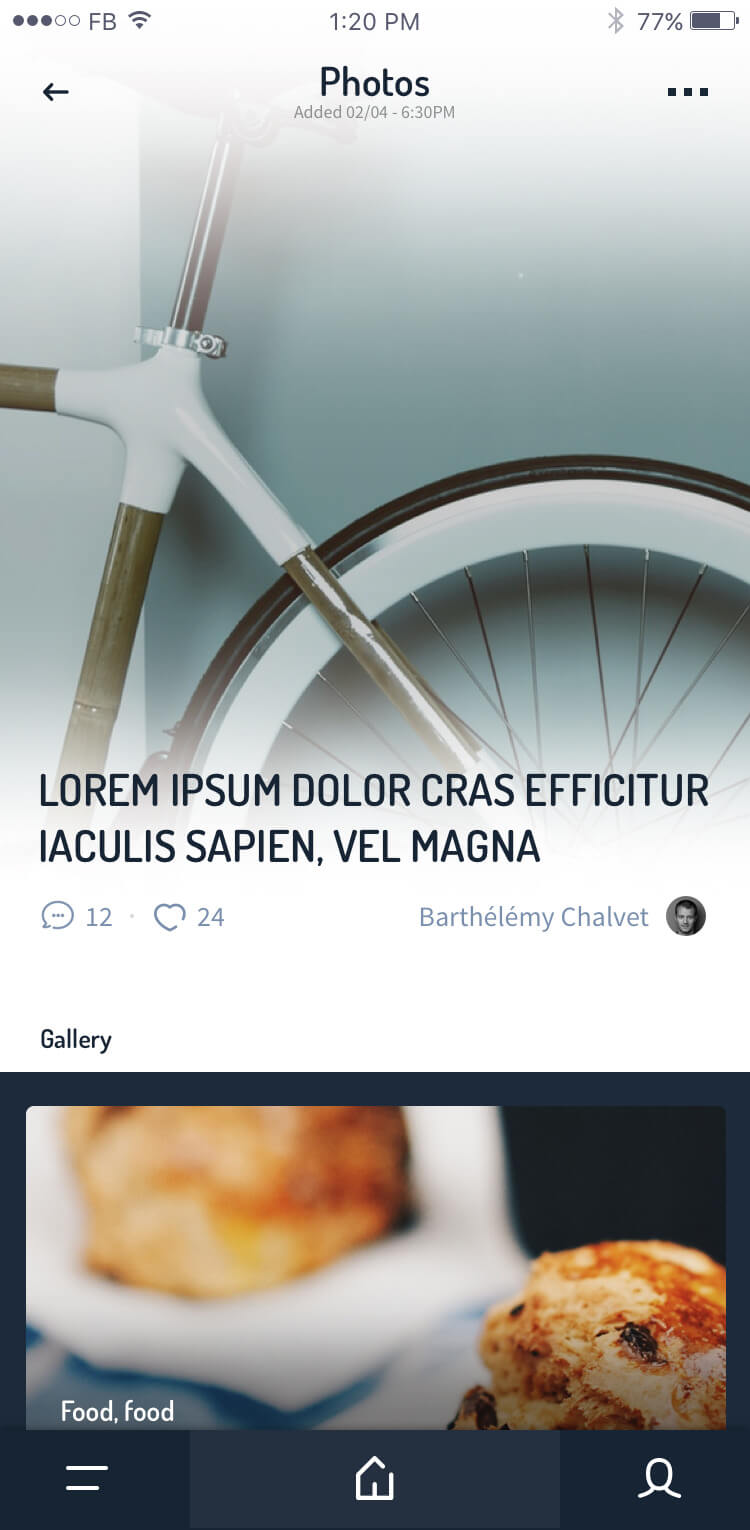 FB 1:20 PM 77%
Photos
Added 02/04 - 6:30PM
LOREM IPSUM DOLOR CRAS EFFICITUR
IACULIS SAPIEN, VEL MAGNA
12 · 24 Barthélémy Chalvet
Gallery
Food, food